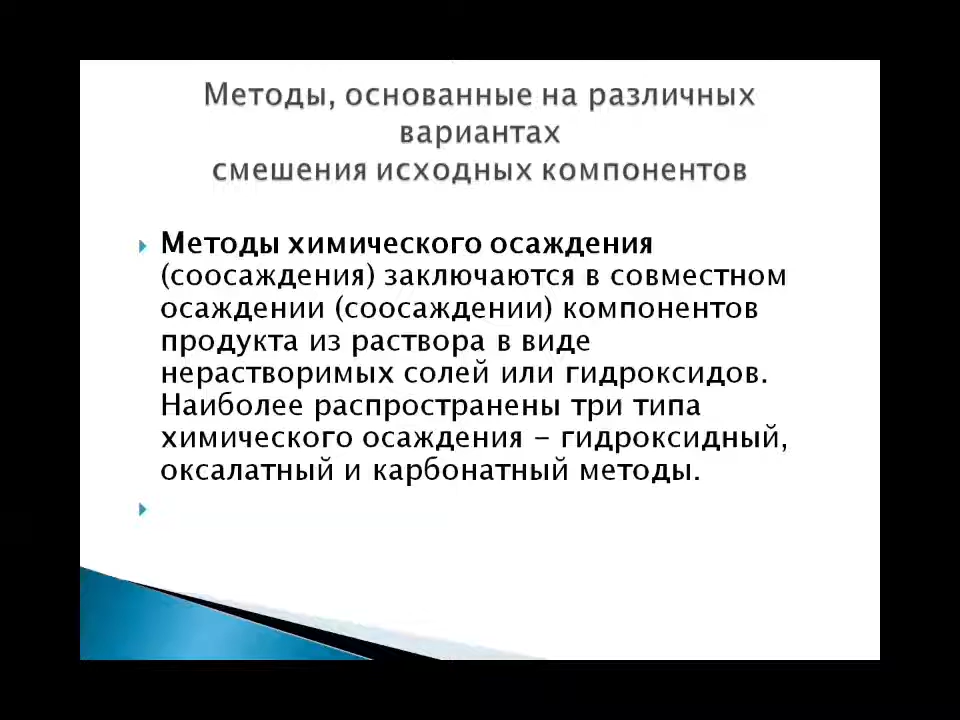 Методы, основанные на различных
вариантах
смешения исходных компонентов
Методы химического осаждения
(соосаждения) заключаются в совместном
осаждении (соосаждении) компонентов
продукта из раствора в виде
нерастворимых солей или гидроксидов.
Наиболее распространены три типа
химического осаждения – гидроксидный,
оксалатный и карбонатный методы.